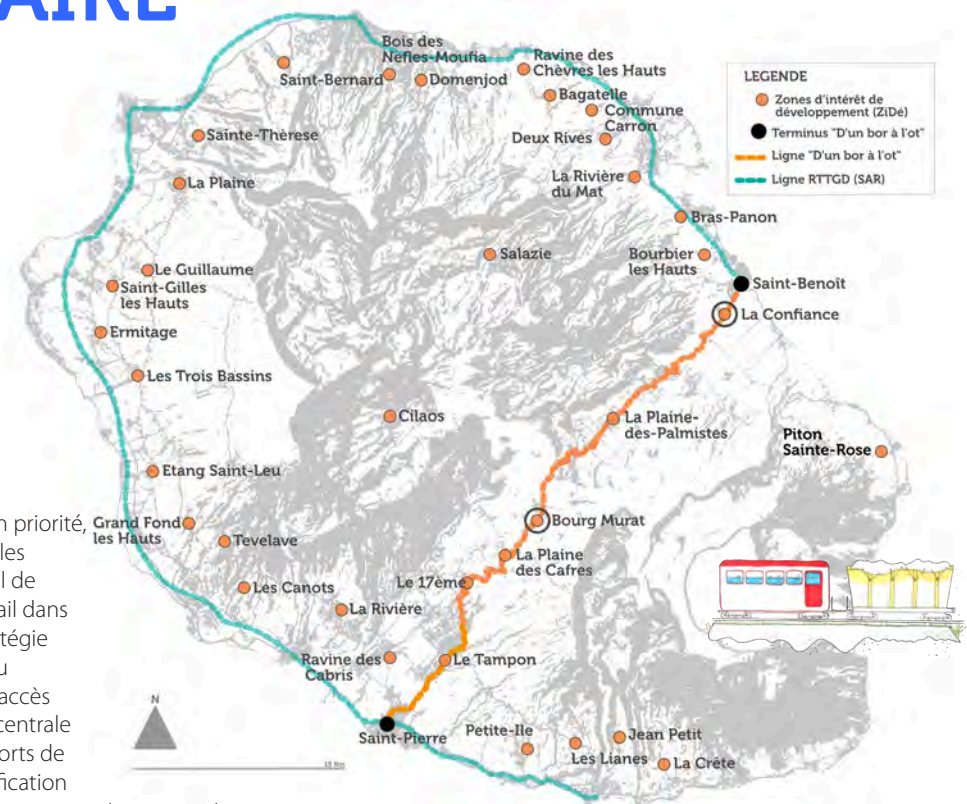 AIRE
Bois des
Nefles-Moufia
Ravine des
Chèvres les Hauts
Saint-Bernard
Domenjod
LEGENDE
Zones d'intérêt de
développement (ZiDé)
Terminus "D'un bor à l'ot"
Ligne "D'un bor à l'ot"
Ligne RTTGD (SAR)
Bagatelle
Commune
Carron
Sainte-Thèrese
Deux Rives
La Plaine
La Rivière
du Mat
Bras-Panon
Salazie
Bourbier
les Hauts
Le Guillaume
Saint-Gilles
les Hauts
Saint-Benoît
La Confiance
Ermitage
Les Trois Bassins
Cilaos
La Plaine-
des-Palmistes
Piton
Sainte-Rose
Etang Saint-Leu
n priorité,
les
l de
ail dans
tégie
u
accès
centrale
orts de
fication
Grand Fond
les Hauts
Bourg Murat
Tevelave
La Plaine
des Cafres
Les Canots
Le 17ème
La Rivière
Ravine des
Cabris
Le Tampon
N
Saint-Pierre
Petite-Ile
Jean Petit
Les Lianes
La Crête
15 Km